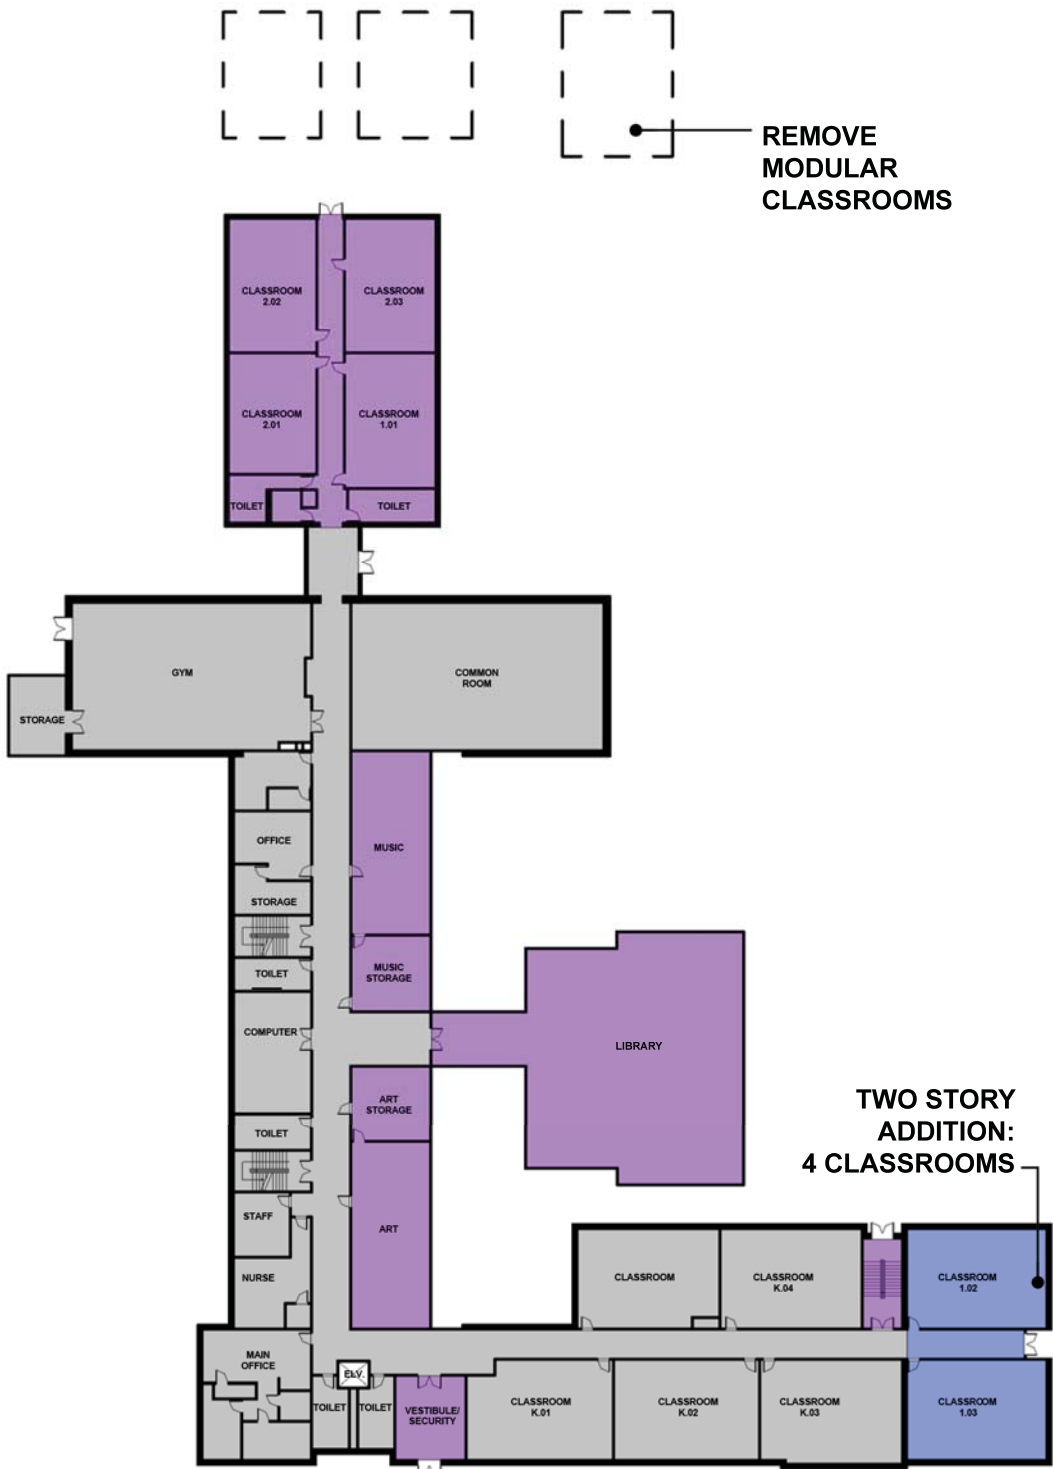 REMOVE
MODULAR
CLASSROOMS
CLASSROOM
2.02
CLASSROOM
2.03
CLASSROOM
2.01
CLASSROOM
1.01
TOILET
TOILET
GYM
COMMON
ROOM
STORAGE
OFFICE
MUSIC
STORAGE
TOILET
MUSIC
STORAGE
COMPUTER
LIBRARY
ART
STORAGE
TWO STORY
ADDITION:
4 CLASSROOMS
TOILET
STAFF
ART
NURSE
CLASSROOM
CLASSROOM
K.04
CLASSROOM
1.02
MAIN
OFFICE
ELV.
TOILET
TOILET
VESTIBULE/
SECURITY
CLASSROOM
K.01
CLASSROOM
K.02
CLASSROOM
K.03
CLASSROOM
1.03